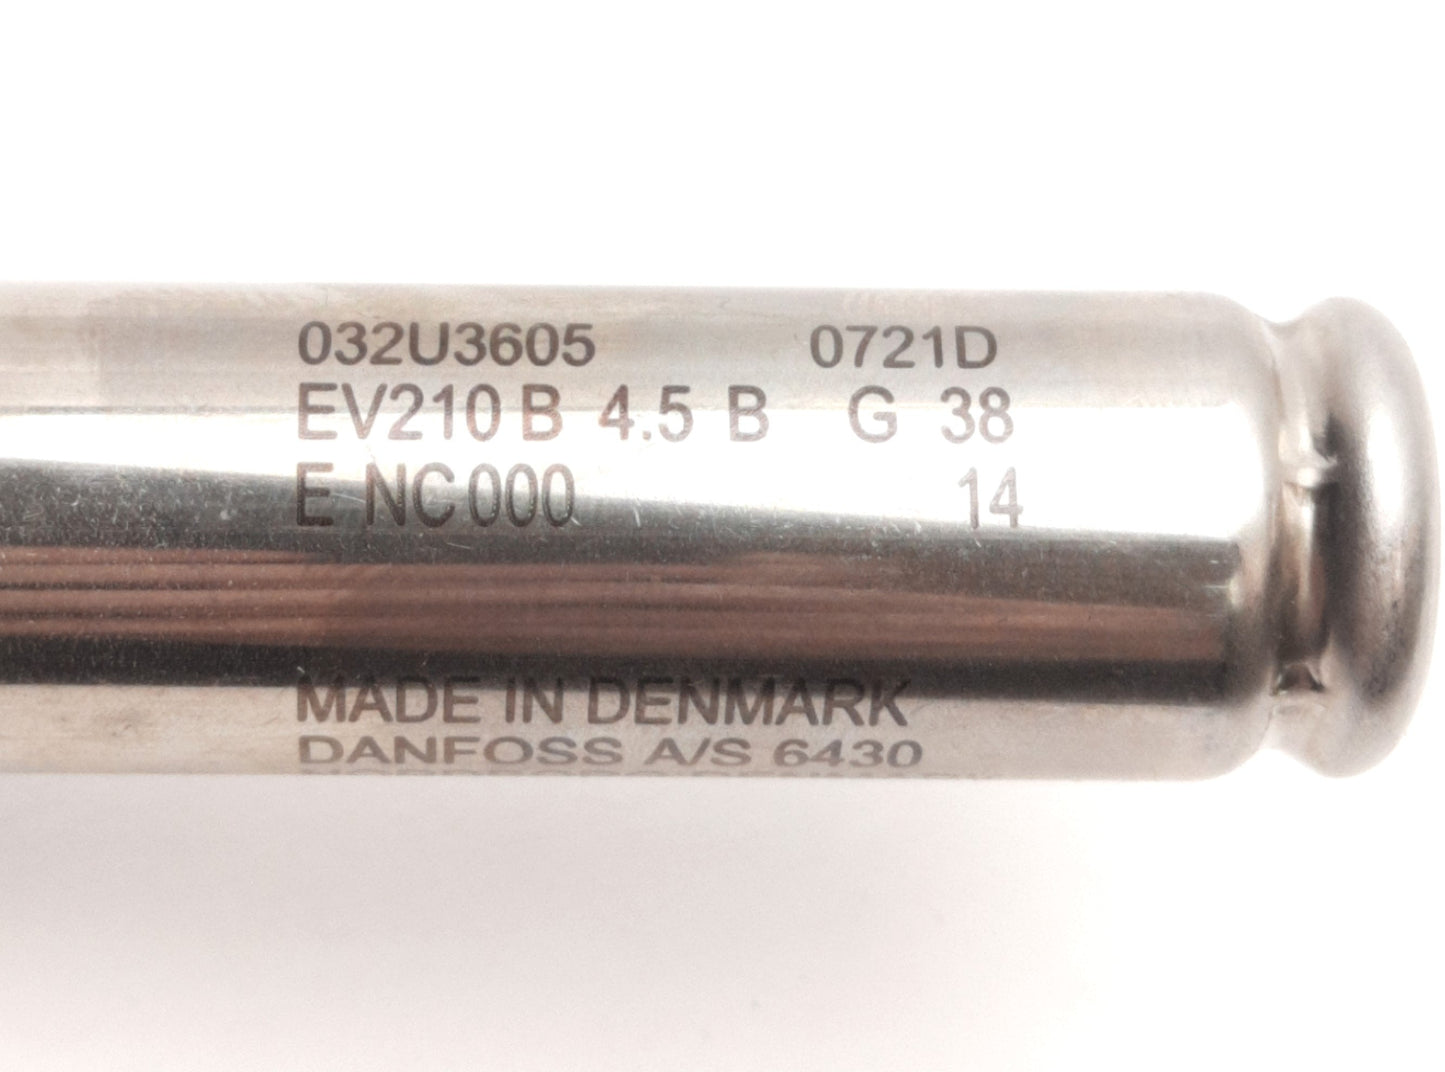 032U3605 0721D
EV210 B 4.5 B G 38
E NC000 14
MADE IN DENMARK
DANFOSS A/S 6430